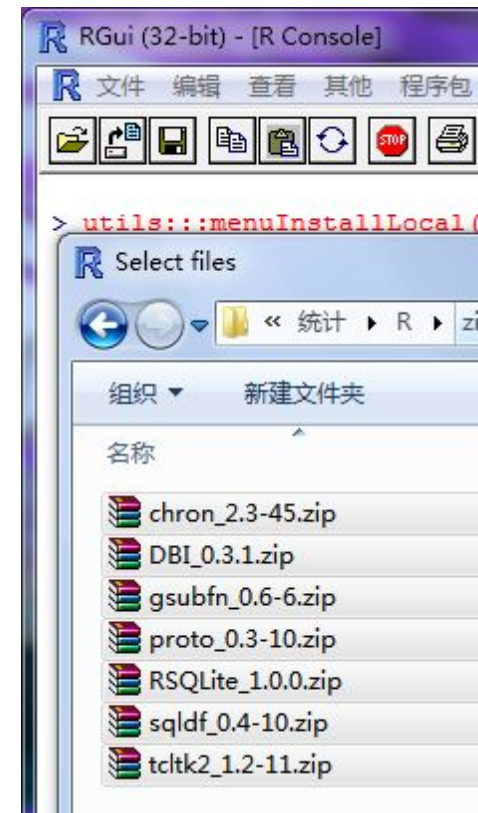 RGui (32-bit) - [R Console]
文件 编辑 查看 其他 程序包
STOP
> utils:::menuInstallLocal(
Select files
« 统计 ▸ R ▸ zi
组织 ▼ 新建文件夹
名称
chron_2.3-45.zip
DBI_0.3.1.zip
gsubfn_0.6-6.zip
proto_0.3-10.zip
RSQLite_1.0.0.zip
sqldf_0.4-10.zip
tcltk2_1.2-11.zip